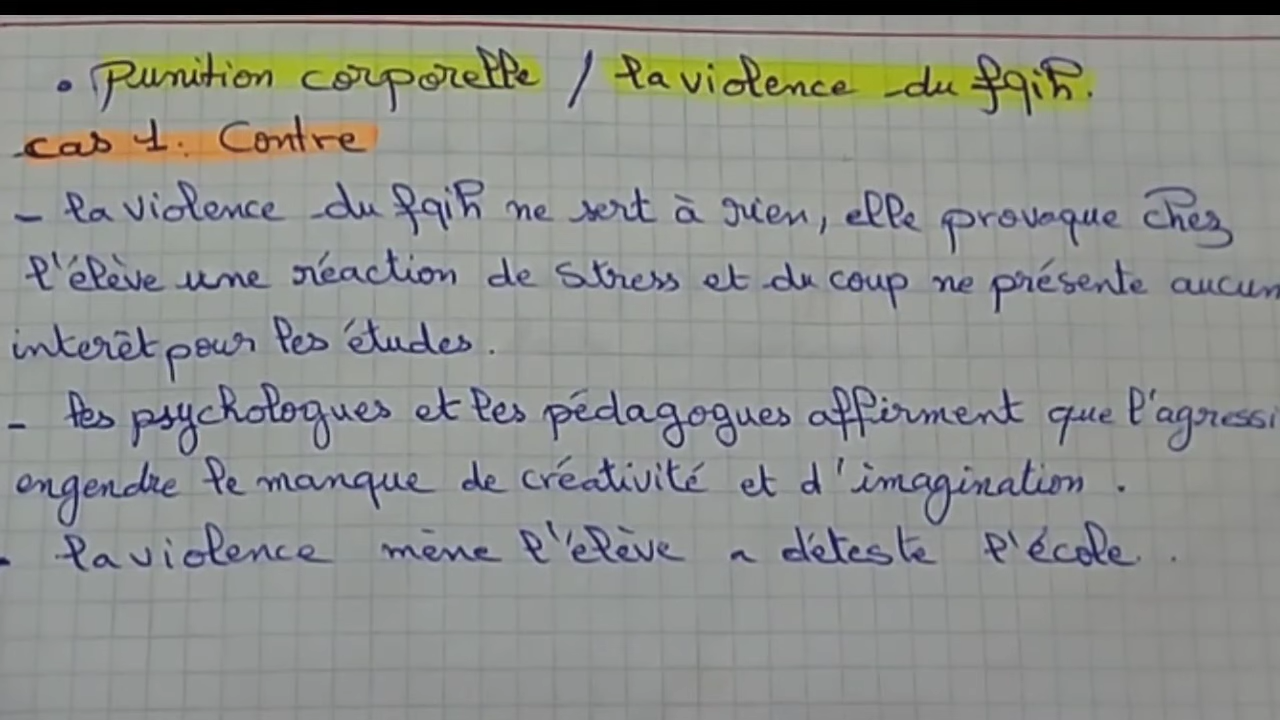 • Punition corporelle / la violence du fqih.
cas 1. Contre
- la violence du fqih ne sert à rien, elle provoque chez
l'élève une réaction de stress et du coup ne présente aucun
interêt pour les études.
- les psychologues et les pédagogues affirment que l'agressi
engendre le manque de créativité et d'imagination.
- la violence mène l'élève a déteste l'école.